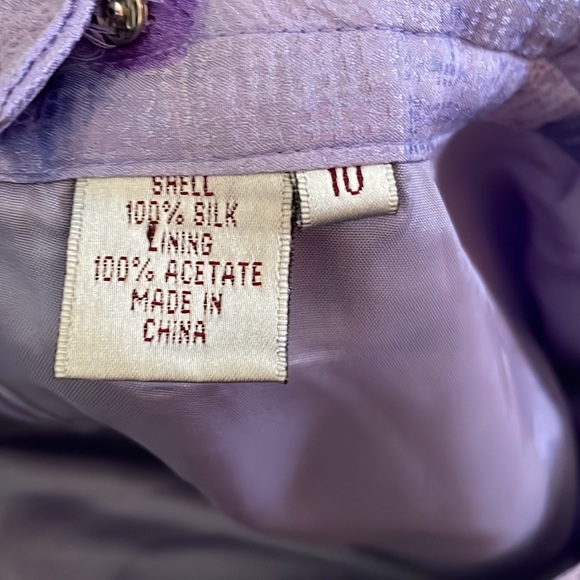 SHELL
100% SILK
LINING
100% ACETATE
MADE IN
CHINA
10